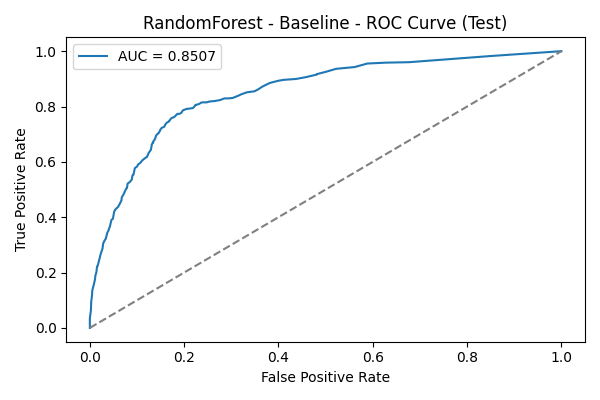 RandomForest - Baseline - ROC Curve (Test)
AUC = 0.8507
True Positive Rate
1.0
0.8
0.6
0.4
0.2
0.0
0.0 0.2 0.4 0.6 0.8 1.0
False Positive Rate